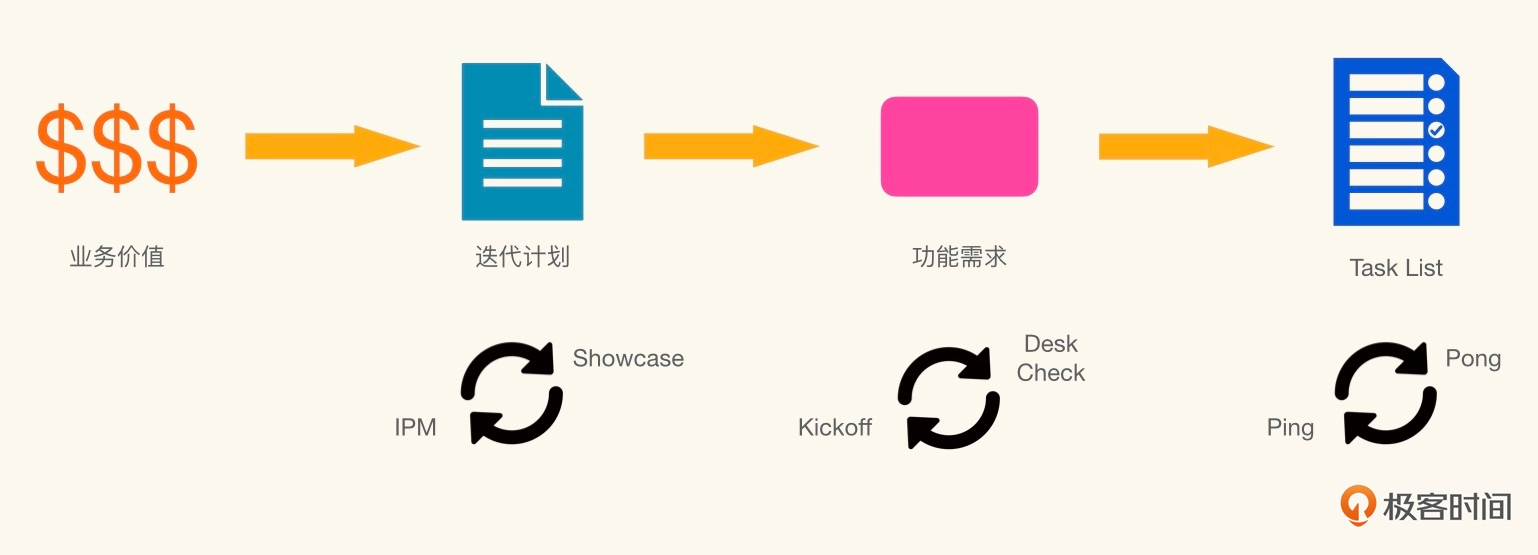 $$$
业务价值
迭代计划
功能需求
Task List
Showcase
IPM
Desk
Check
Kickoff
Pong
Ping
极客时间